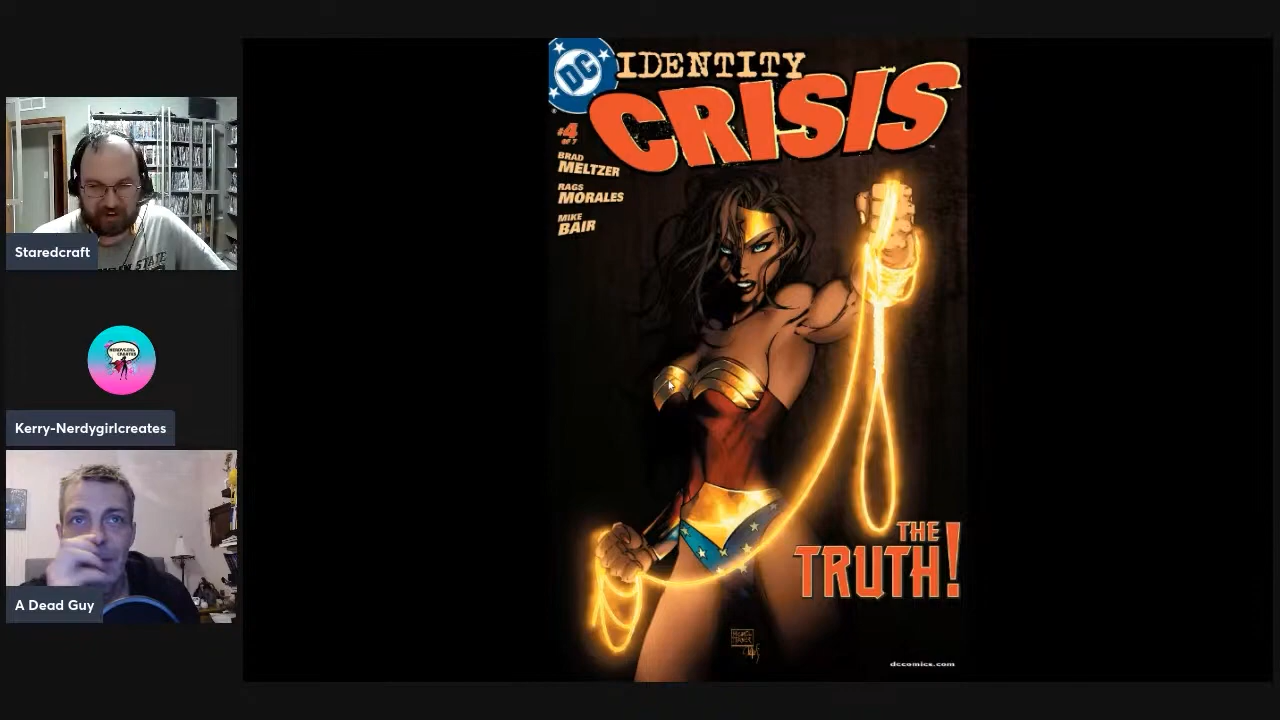 Staredcraft
Kerry-Nerdygirlcreates
A Dead Guy
DC
IDENTITY
CRISIS
#4
OF 7
BRAD
MELTZER
RAGS
MORALES
MIKE
BAIR
THE
TRUTH!
dccomics.com